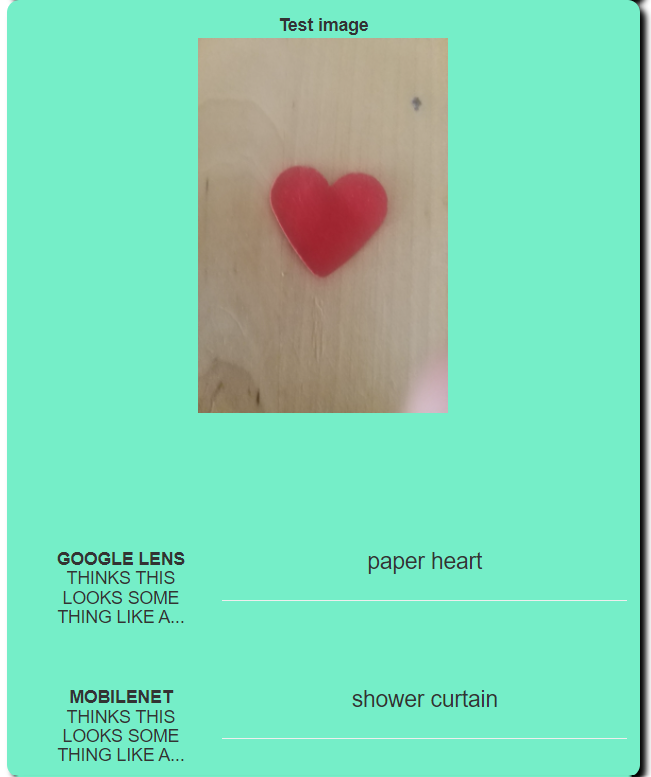 Test image
GOOGLE LENS
THINKS THIS
LOOKS SOME
THING LIKE A...
paper heart
MOBILENET
THINKS THIS
LOOKS SOME
THING LIKE A...
shower curtain